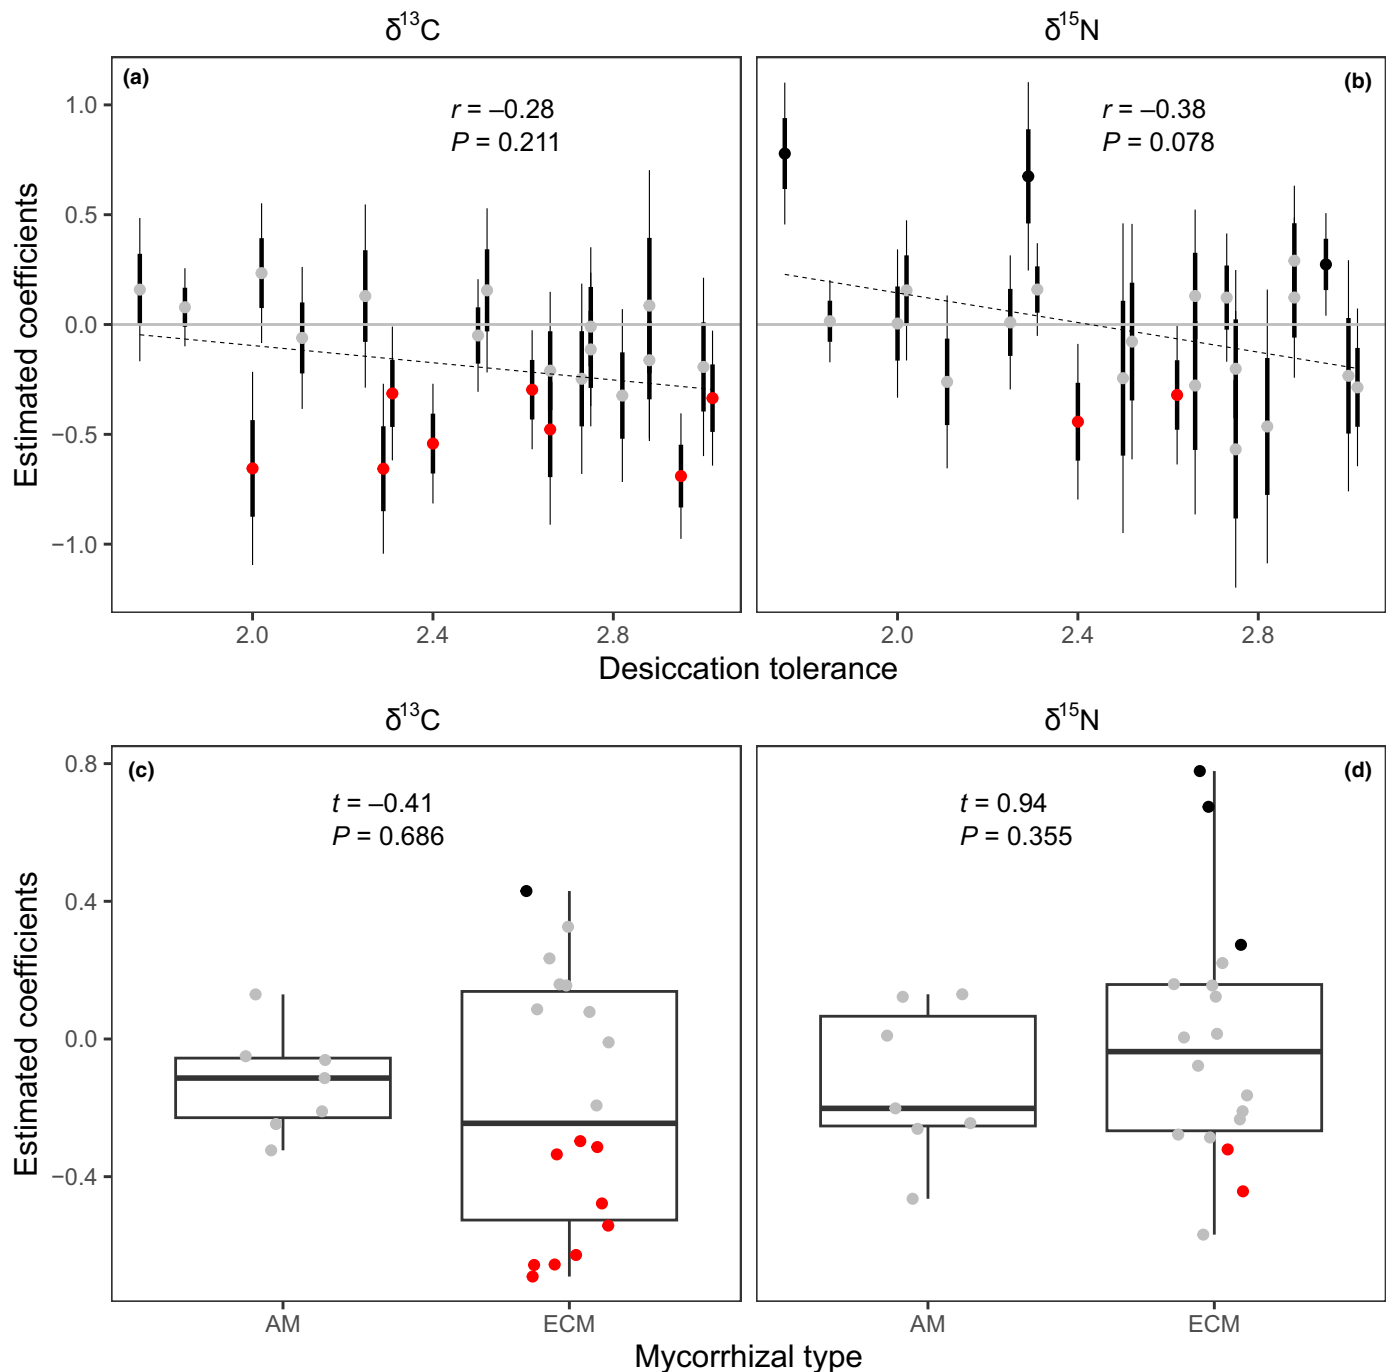 δ¹³C
δ¹⁵N
(a)
(b)
r = –0.28
P = 0.211
r = –0.38
P = 0.078
Estimated coefficients
1.0
0.5
0.0
−0.5
−1.0
2.0
2.4
2.8
2.0
2.4
2.8
Desiccation tolerance
δ¹³C
δ¹⁵N
(c)
(d)
t = –0.41
P = 0.686
t = 0.94
P = 0.355
Estimated coefficients
0.8
0.4
0.0
−0.4
AM
ECM
AM
ECM
Mycorrhizal type